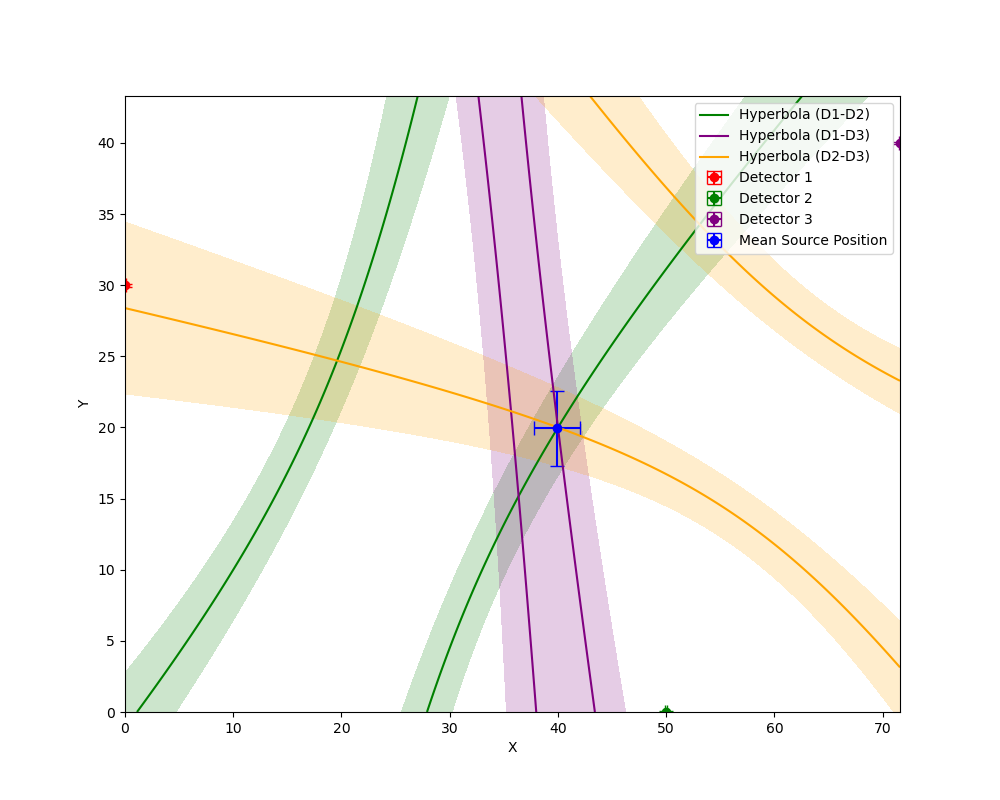 Hyperbola (D1-D2)
Hyperbola (D1-D3)
Hyperbola (D2-D3)
Detector 1
Detector 2
Detector 3
Mean Source Position
40
35
30
25
20
15
10
5
0
Y
0 10 20 30 40 50 60 70
X